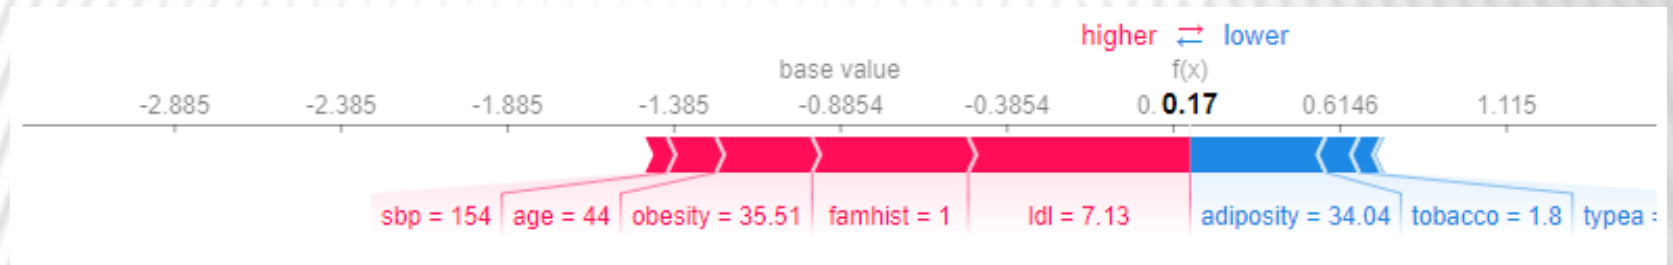 higher ⇄ lower
base value f(x)
-2.885 -2.385 -1.885 -1.385 -0.8854 -0.3854 0. 0.17 0.6146 1.115
sbp = 154 age = 44 obesity = 35.51 famhist = 1 ldl = 7.13 adiposity = 34.04 tobacco = 1.8 typea =